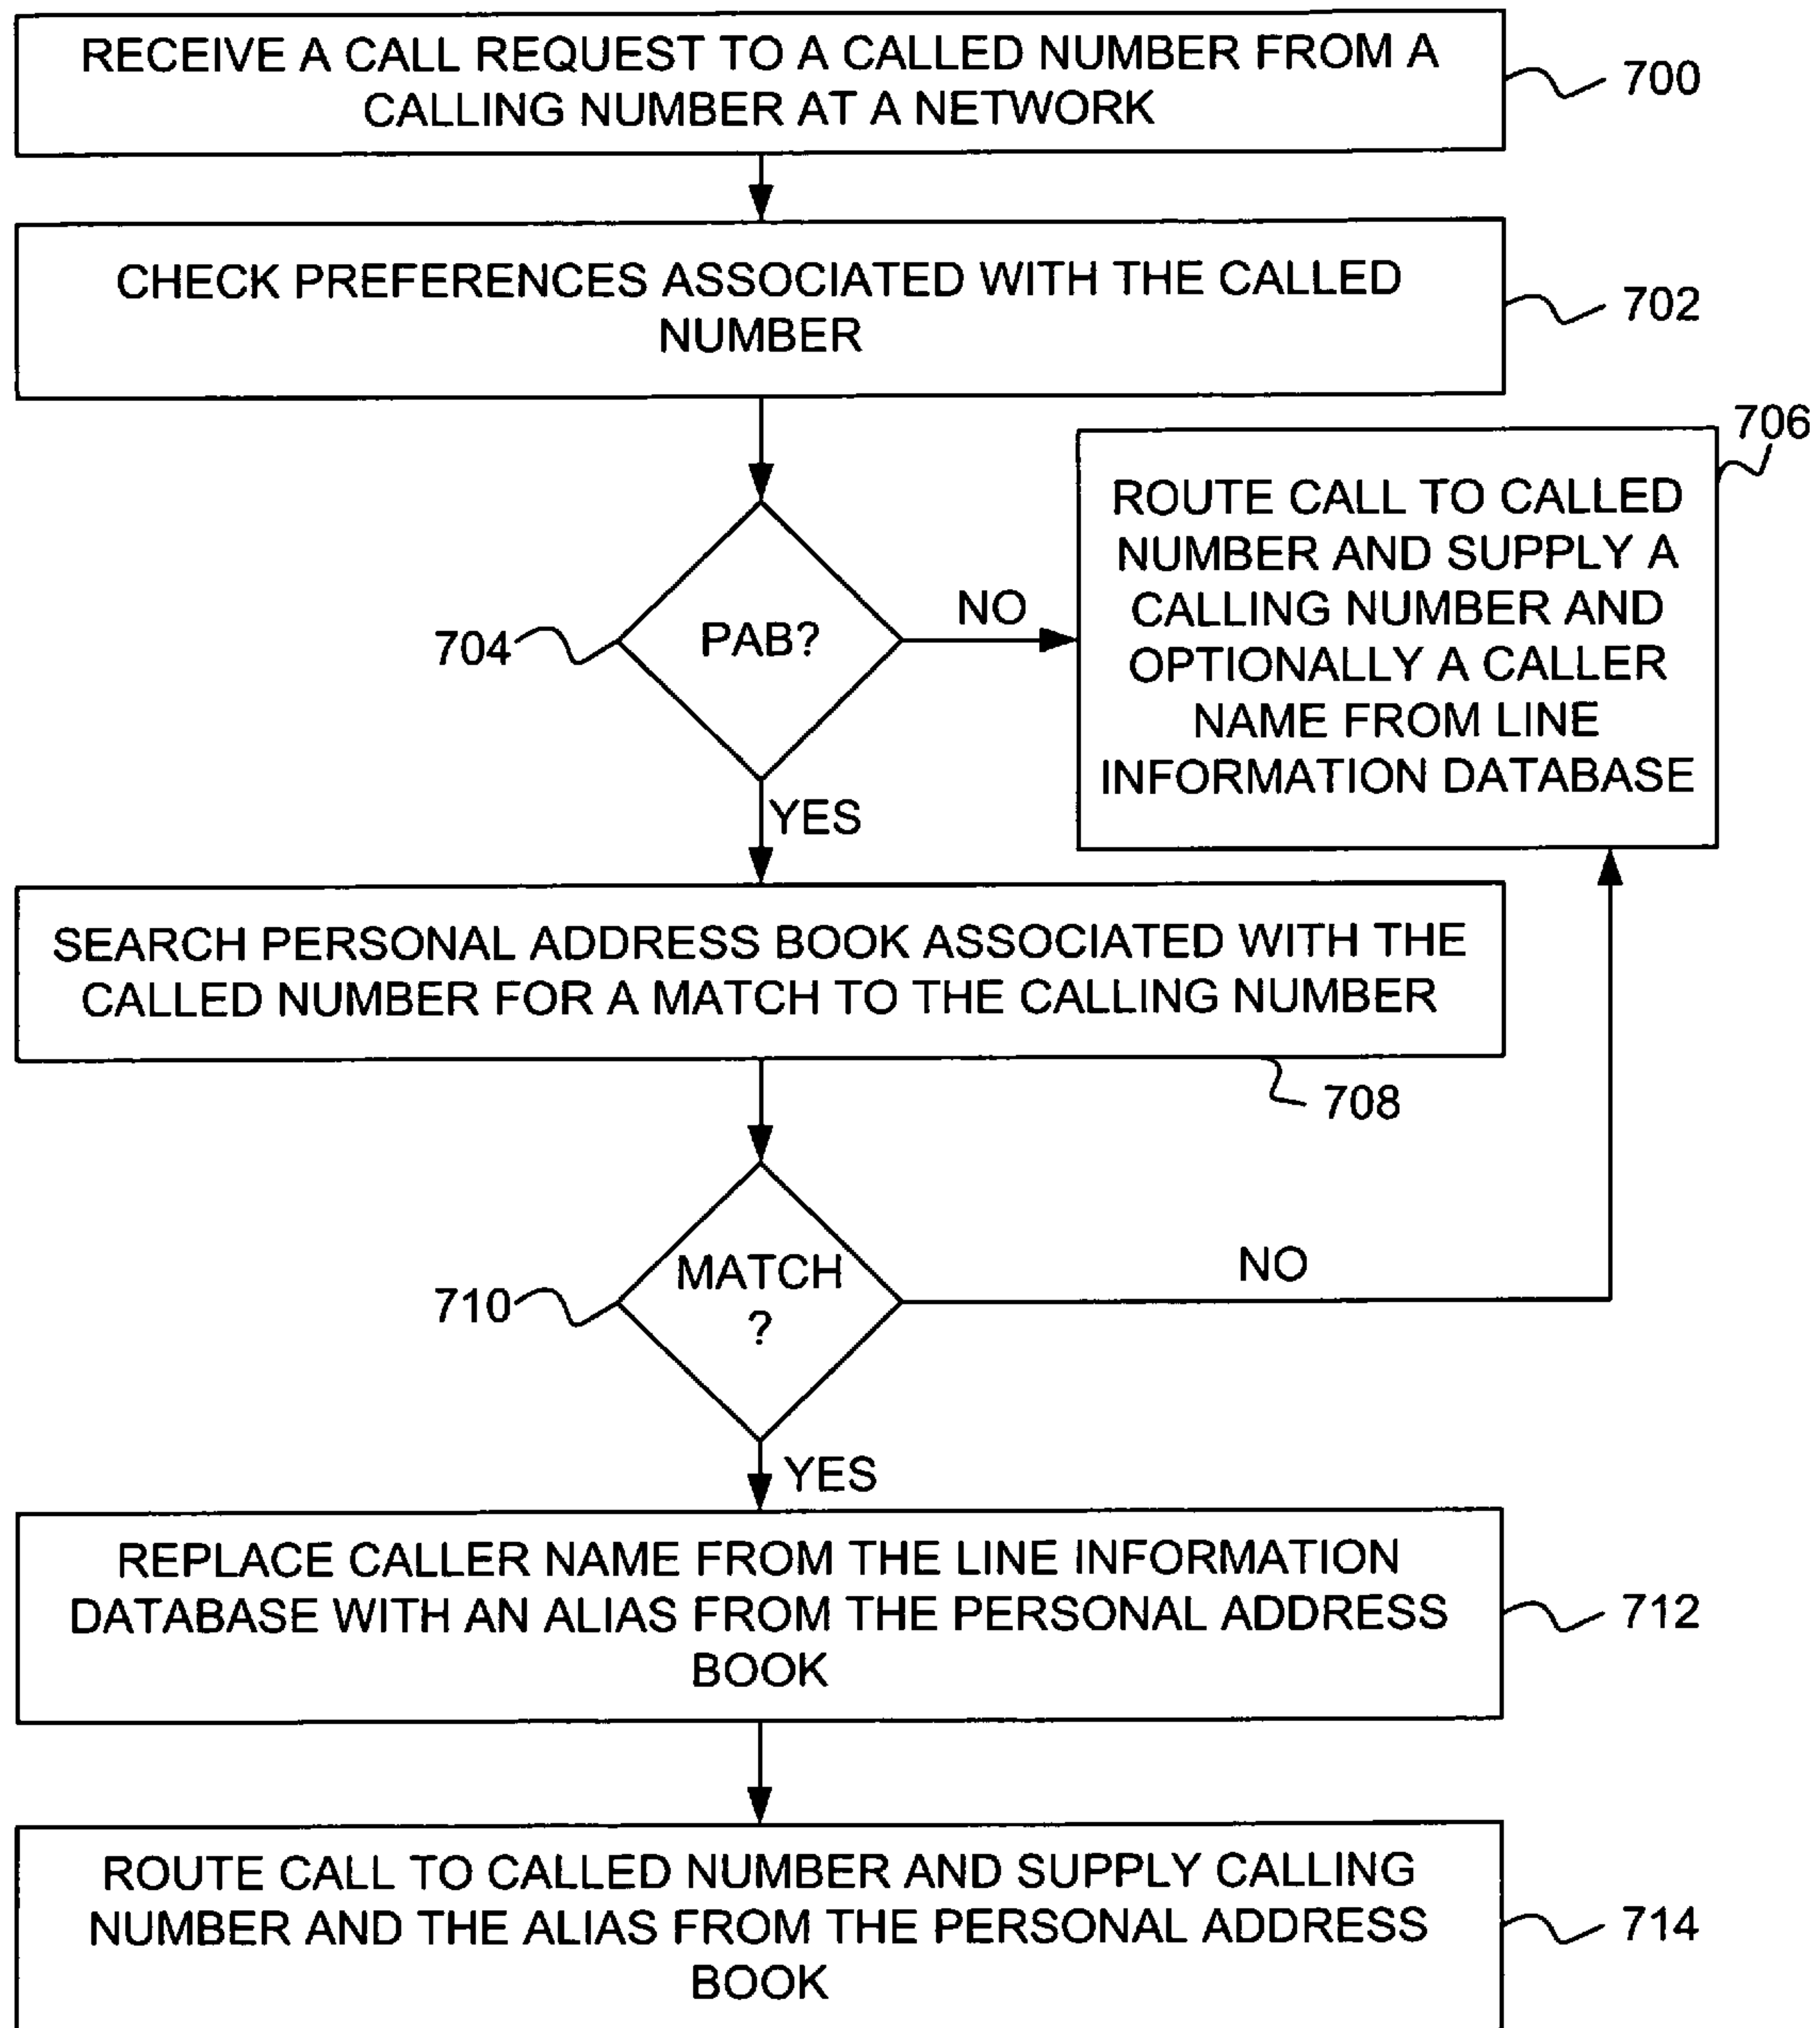 RECEIVE A CALL REQUEST TO A CALLED NUMBER FROM A
CALLING NUMBER AT A NETWORK
700
CHECK PREFERENCES ASSOCIATED WITH THE CALLED
NUMBER
702
706
ROUTE CALL TO CALLED
NUMBER AND SUPPLY A
CALLING NUMBER AND
OPTIONALLY A CALLER
NAME FROM LINE
INFORMATION DATABASE
704
PAB?
NO
YES
SEARCH PERSONAL ADDRESS BOOK ASSOCIATED WITH THE
CALLED NUMBER FOR A MATCH TO THE CALLING NUMBER
708
710
MATCH
?
NO
YES
REPLACE CALLER NAME FROM THE LINE INFORMATION
DATABASE WITH AN ALIAS FROM THE PERSONAL ADDRESS
BOOK
712
ROUTE CALL TO CALLED NUMBER AND SUPPLY CALLING
NUMBER AND THE ALIAS FROM THE PERSONAL ADDRESS
BOOK
714